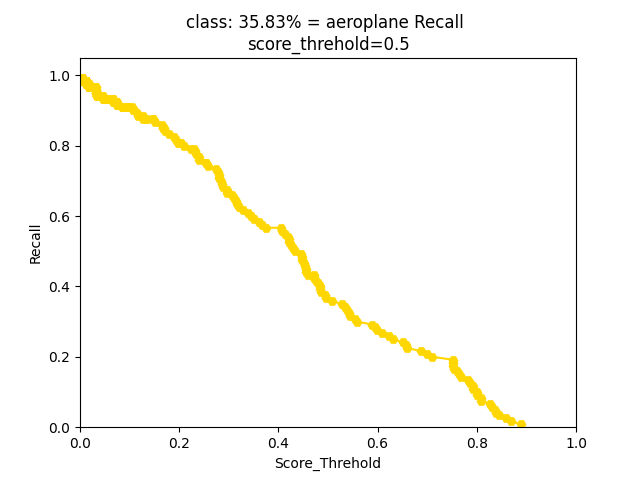 class: 35.83% = aeroplane Recall
score_threhold=0.5
Recall
1.0
0.8
0.6
0.4
0.2
0.0
0.0 0.2 0.4 0.6 0.8 1.0
Score_Threhold